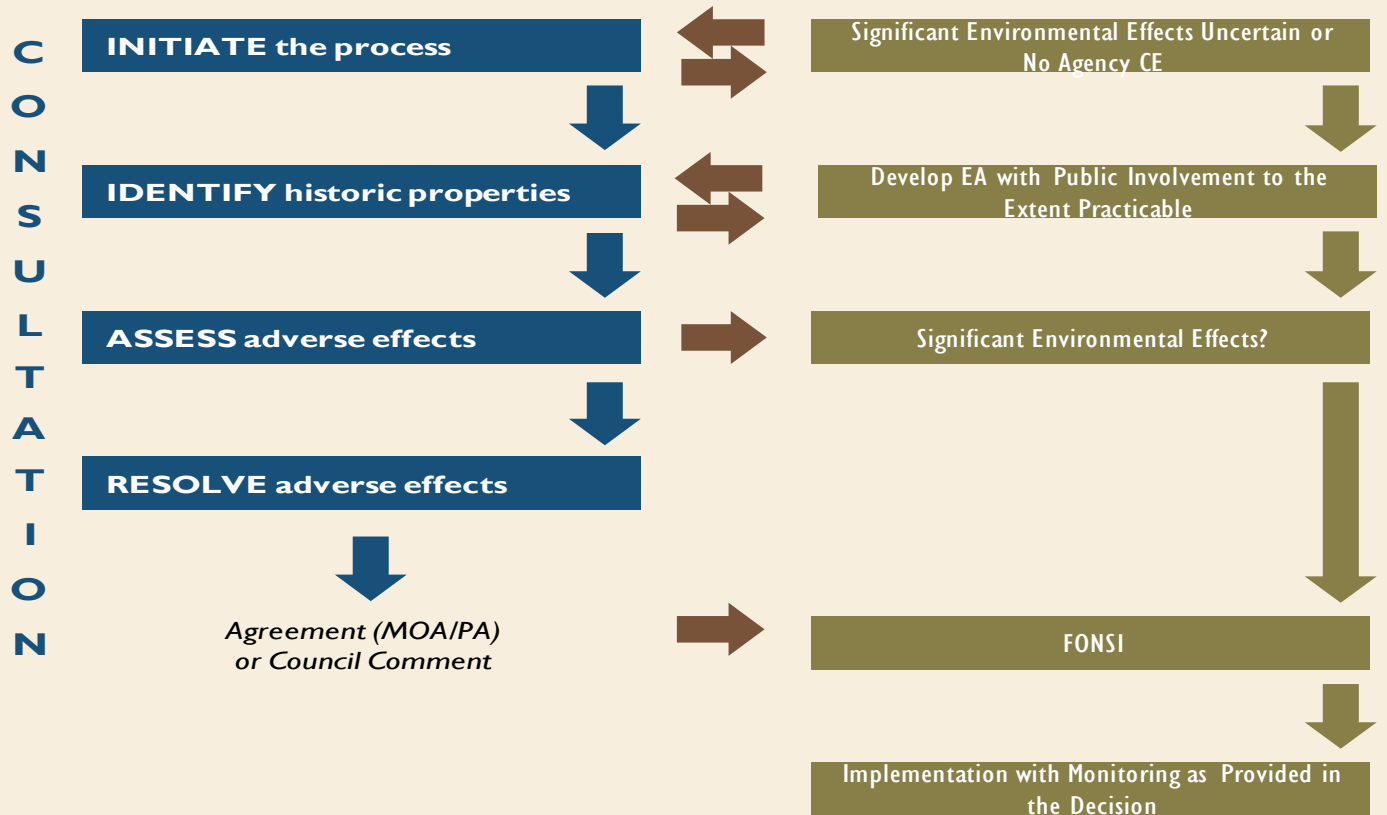 CONSULTATION
INITIATE the process
Significant Environmental Effects Uncertain or
No Agency CE
IDENTIFY historic properties
Develop EA with Public Involvement to the
Extent Practicable
ASSESS adverse effects
Significant Environmental Effects?
RESOLVE adverse effects
Agreement (MOA/PA)
or Council Comment
FONSI
Implementation with Monitoring as Provided in
the Decision